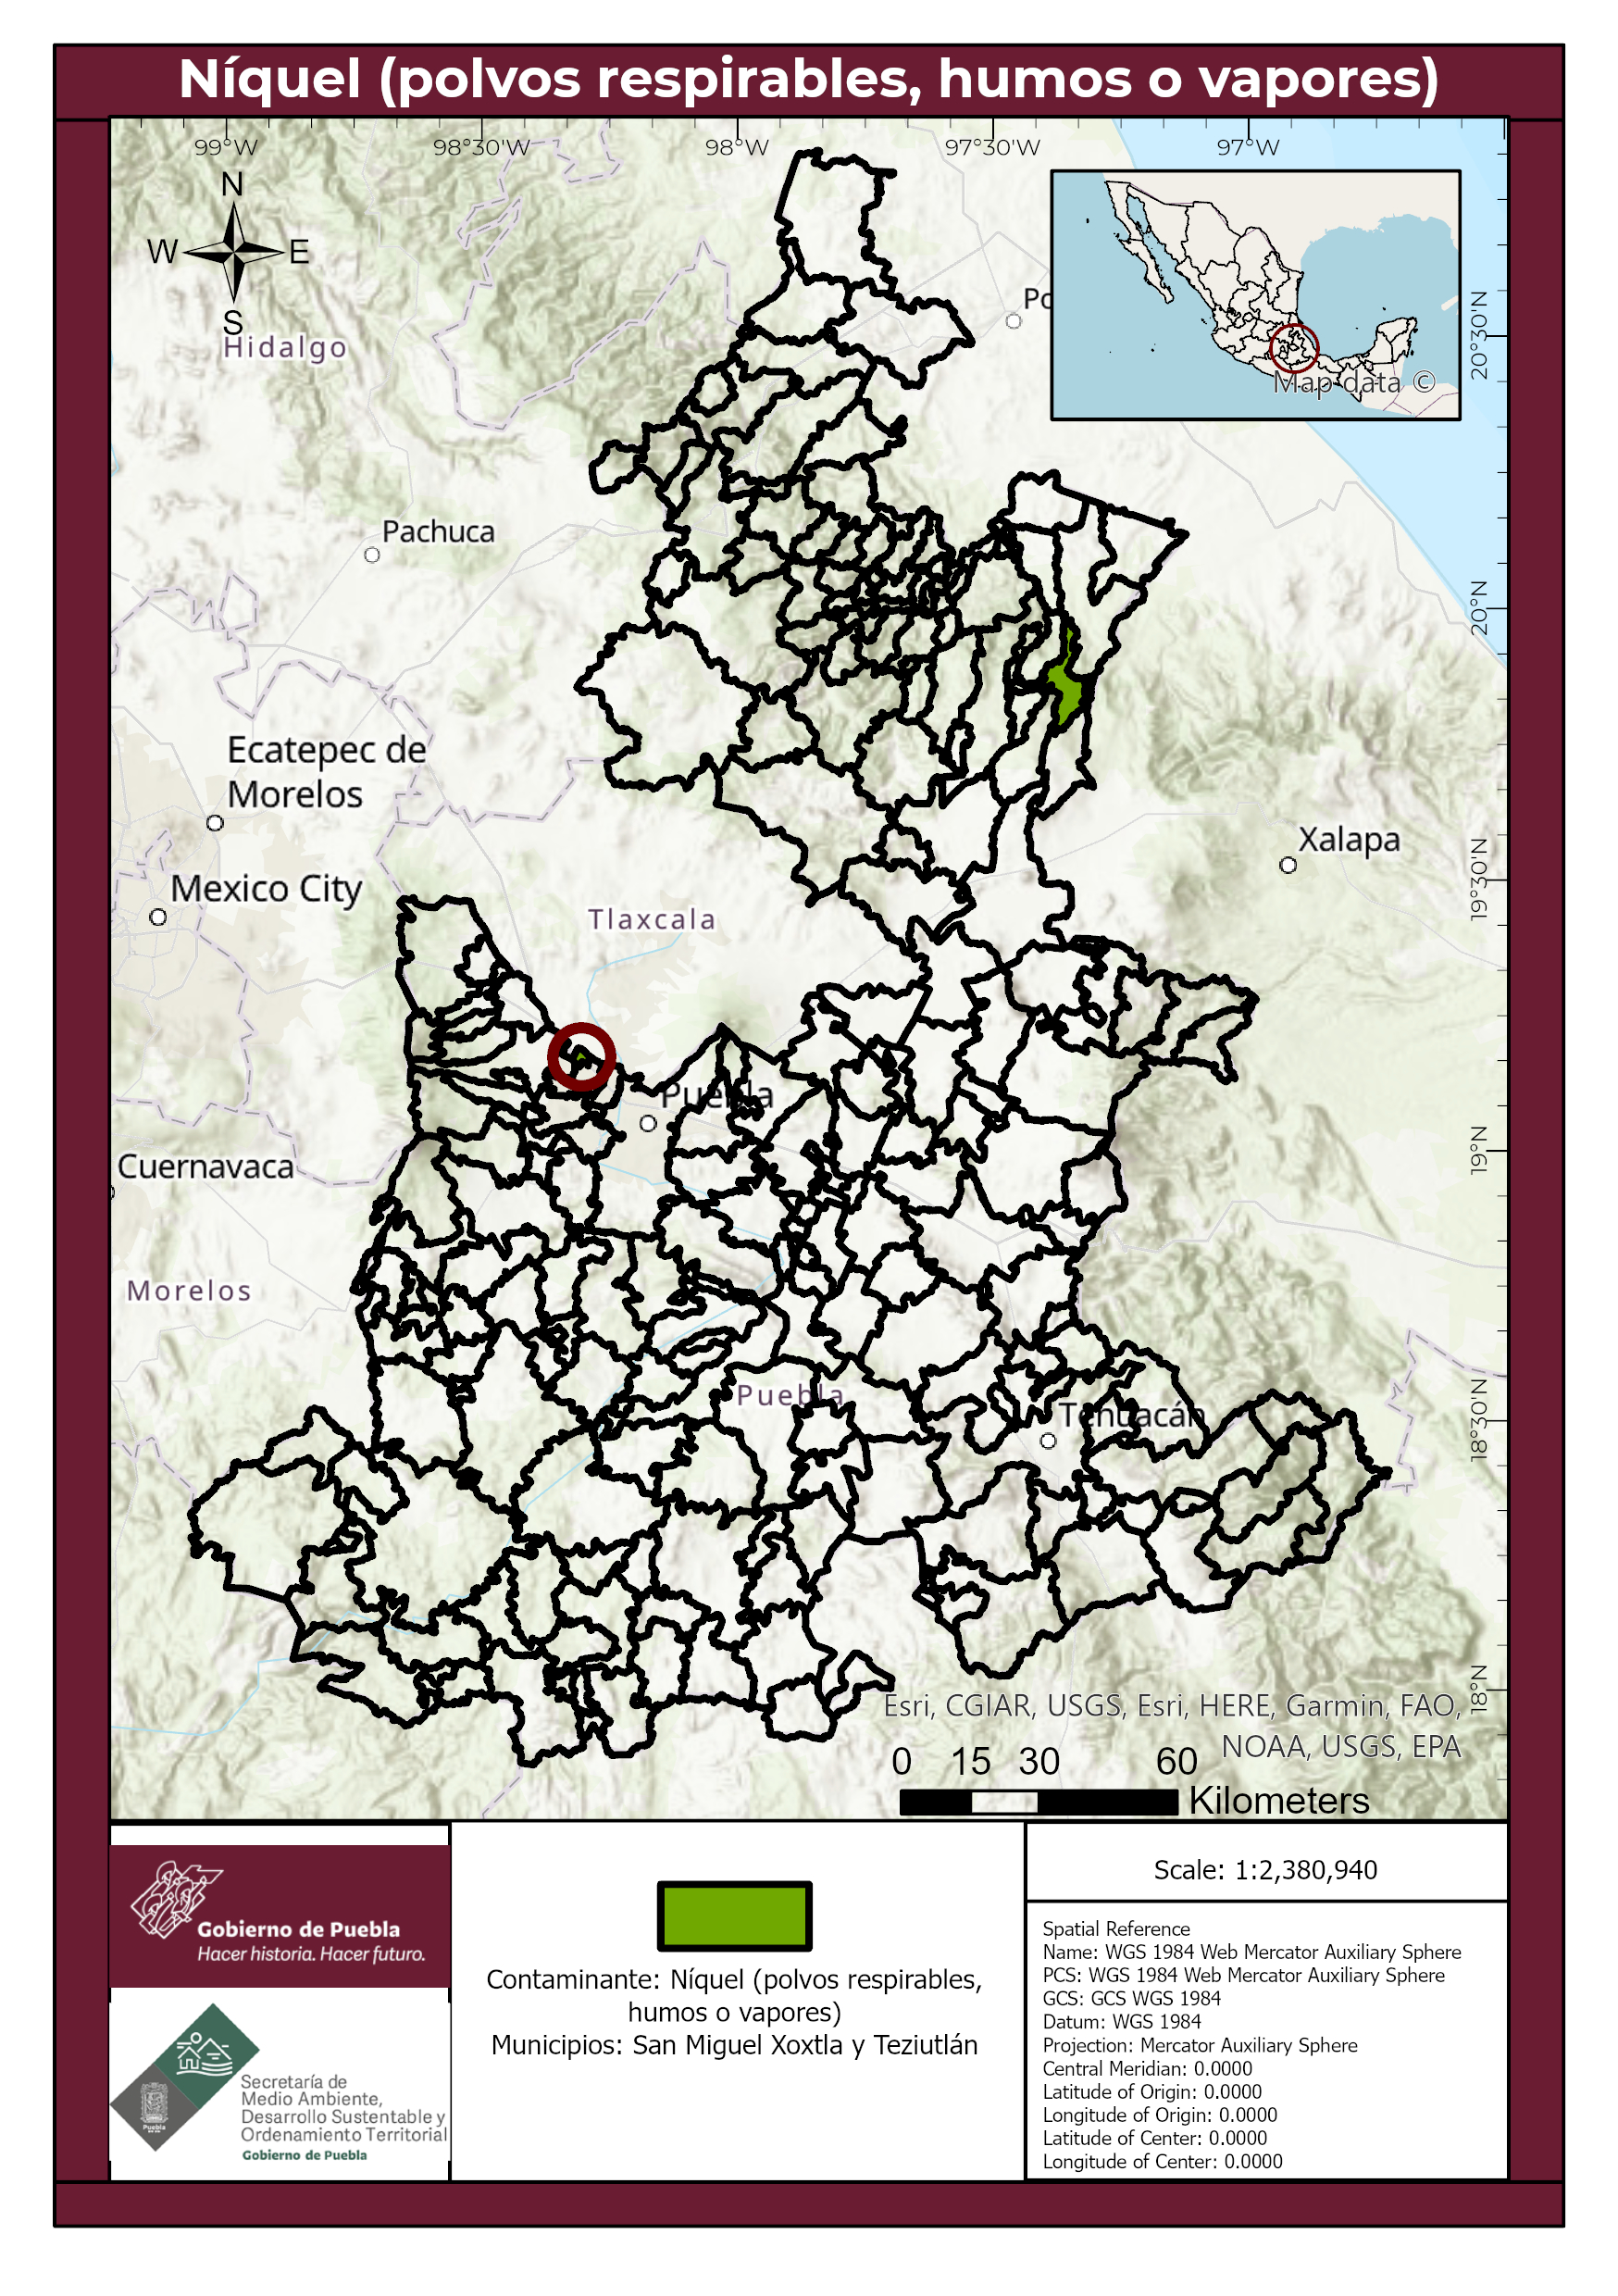 Níquel (polvos respirables, humos o vapores)
99°W
98°30'W
98°W
97°30'W
97°W
N
W
E
S
Hidalgo
Po
20°30'N
Map data ©
Pachuca
20°N
Ecatepec de
Morelos
Xalapa
Mexico City
19°30'N
Tlaxcala
Puebla
19°N
Cuernavaca
Morelos
Puebla
Tehuacán
18°30'N
18°N
Esri, CGIAR, USGS, Esri, HERE, Garmin, FAO,
NOAA, USGS, EPA
0 15 30 60
Kilometers
Gobierno de Puebla
Hacer historia. Hacer futuro.
Secretaría de
Medio Ambiente,
Desarrollo Sustentable y
Ordenamiento Territorial
Gobierno de Puebla
Puebla
Contaminante: Níquel (polvos respirables,
humos o vapores)
Municipios: San Miguel Xoxtla y Teziutlán
Scale: 1:2,380,940
Spatial Reference
Name: WGS 1984 Web Mercator Auxiliary Sphere
PCS: WGS 1984 Web Mercator Auxiliary Sphere
GCS: GCS WGS 1984
Datum: WGS 1984
Projection: Mercator Auxiliary Sphere
Central Meridian: 0.0000
Latitude of Origin: 0.0000
Longitude of Origin: 0.0000
Latitude of Center: 0.0000
Longitude of Center: 0.0000